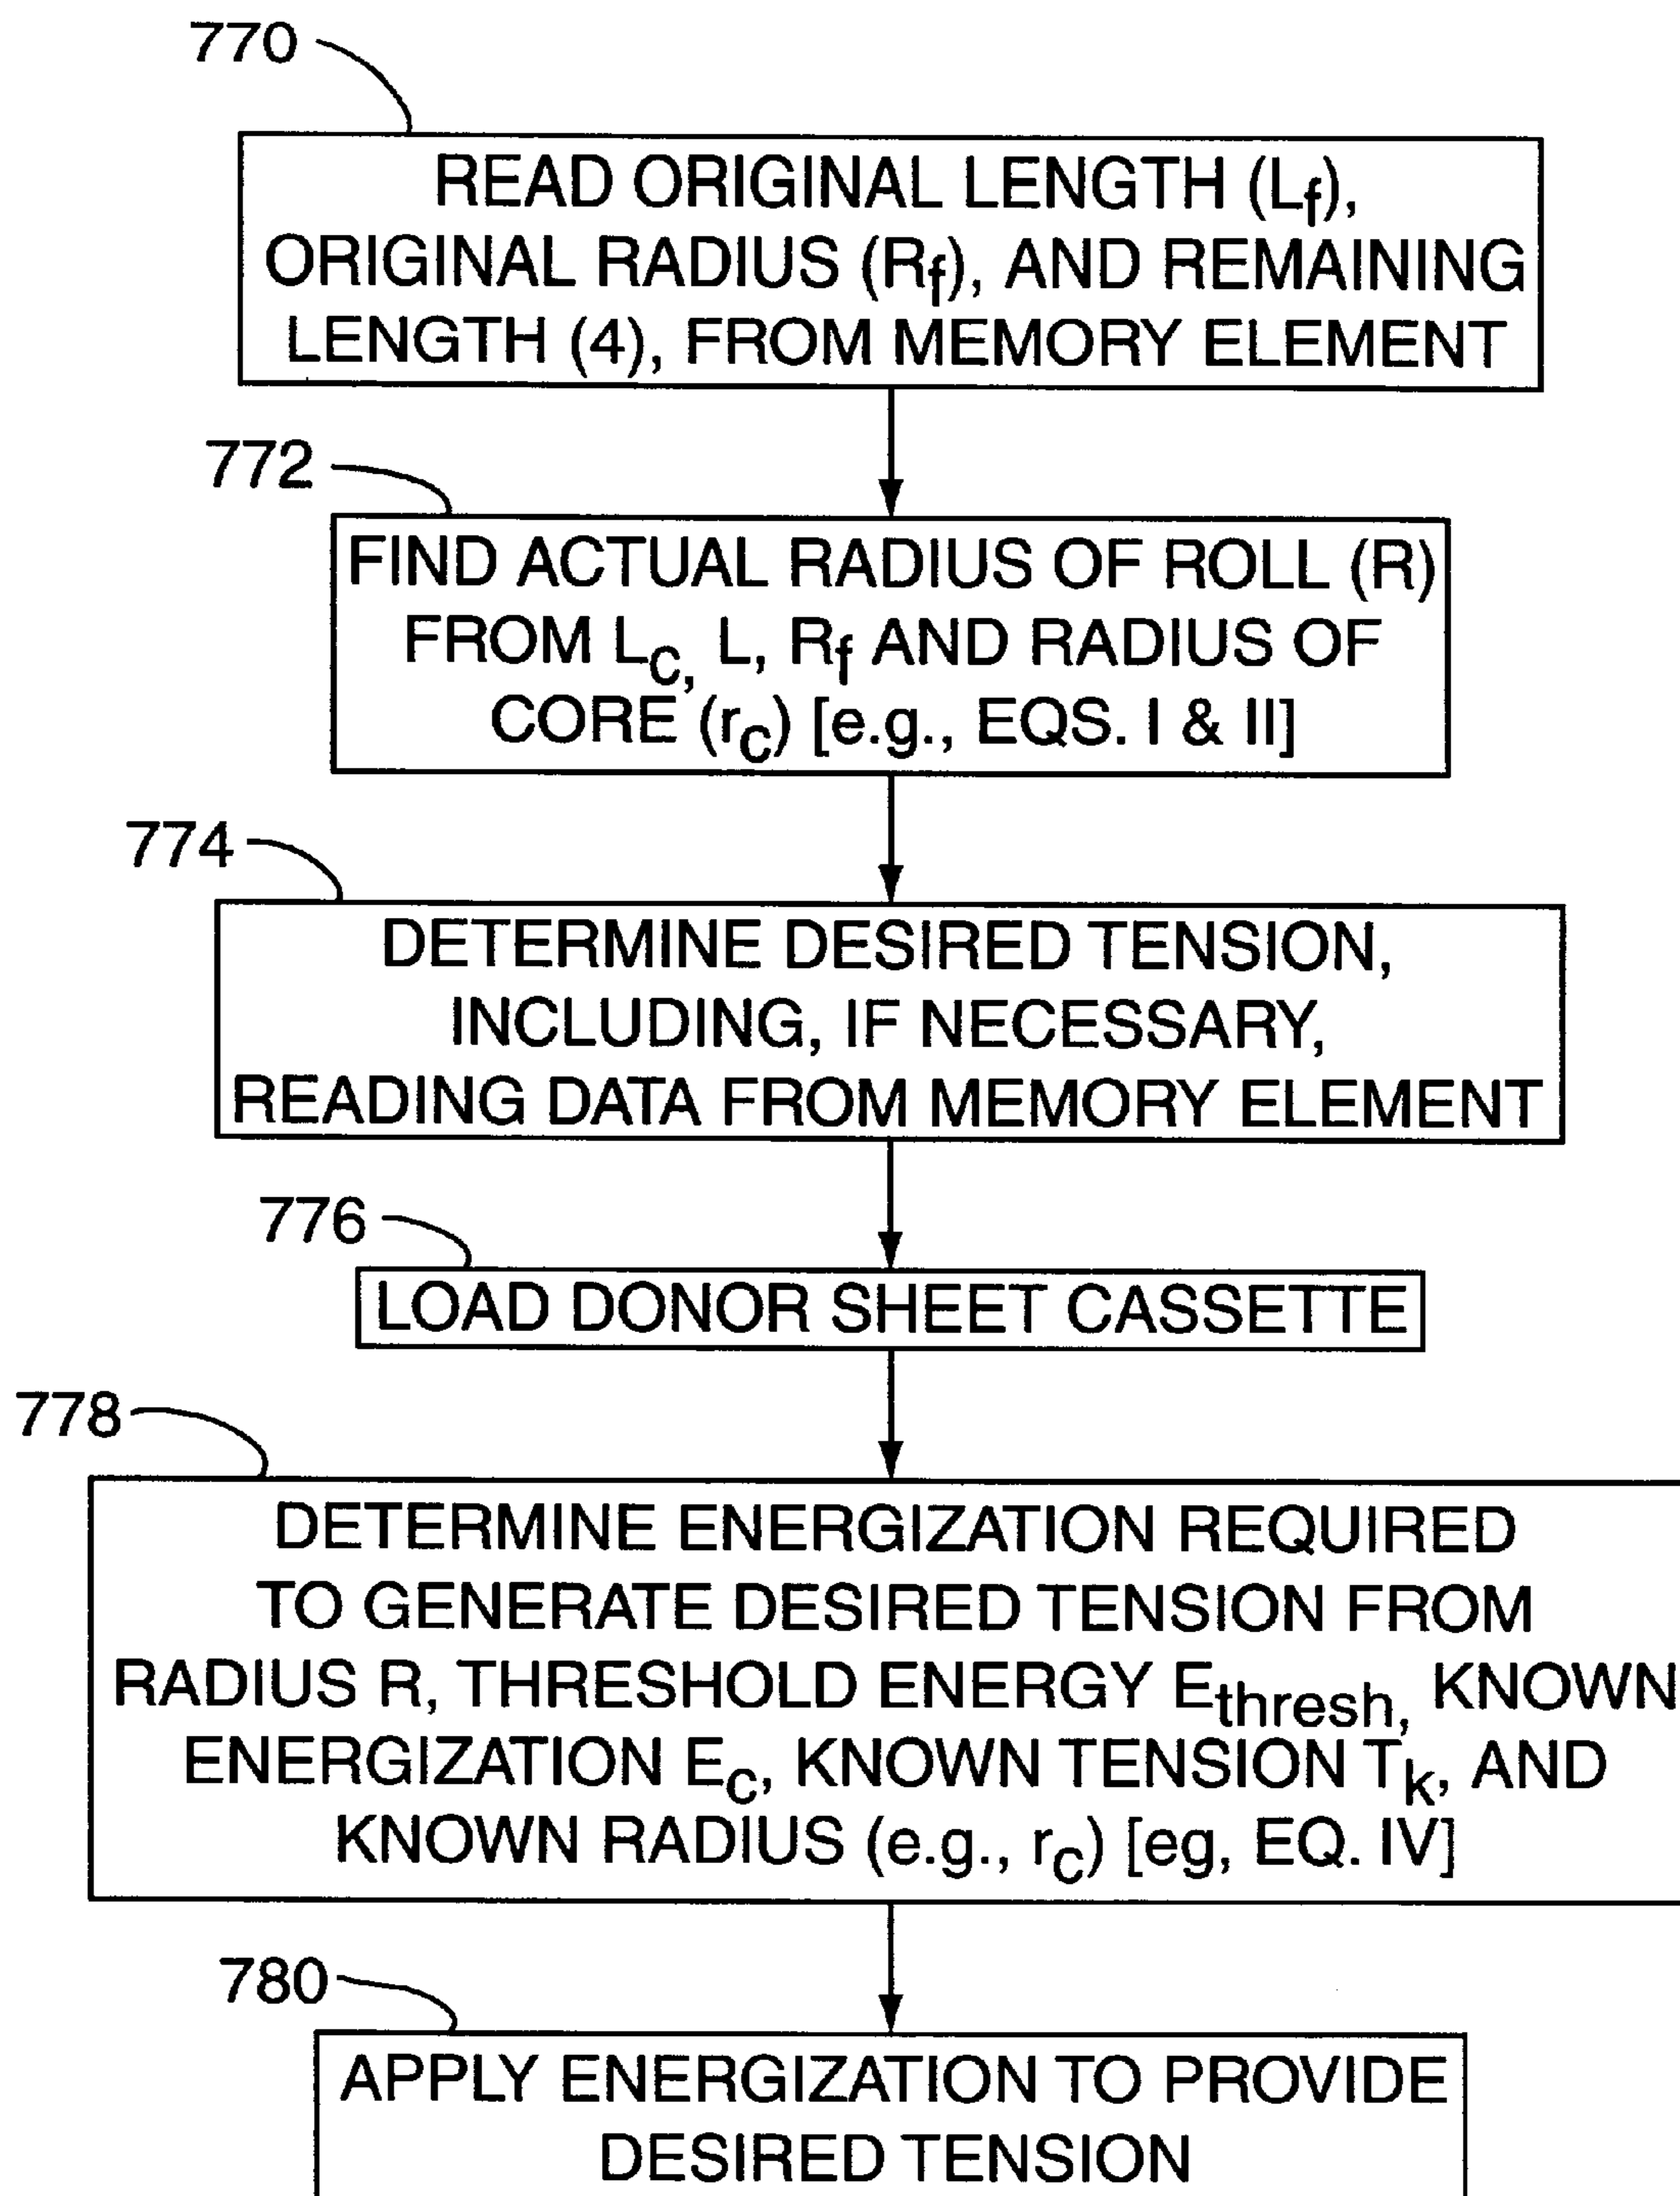 770
READ ORIGINAL LENGTH (Lf),
ORIGINAL RADIUS (Rf), AND REMAINING
LENGTH (4), FROM MEMORY ELEMENT
772
FIND ACTUAL RADIUS OF ROLL (R)
FROM Lc, L, Rf AND RADIUS OF
CORE (rc) [e.g., EQS. I & II]
774
DETERMINE DESIRED TENSION,
INCLUDING, IF NECESSARY,
READING DATA FROM MEMORY ELEMENT
776
LOAD DONOR SHEET CASSETTE
778
DETERMINE ENERGIZATION REQUIRED
TO GENERATE DESIRED TENSION FROM
RADIUS R, THRESHOLD ENERGY Ethresh, KNOWN
ENERGIZATION Ec, KNOWN TENSION Tk, AND
KNOWN RADIUS (e.g., rc) [eg, EQ. IV]
780
APPLY ENERGIZATION TO PROVIDE
DESIRED TENSION